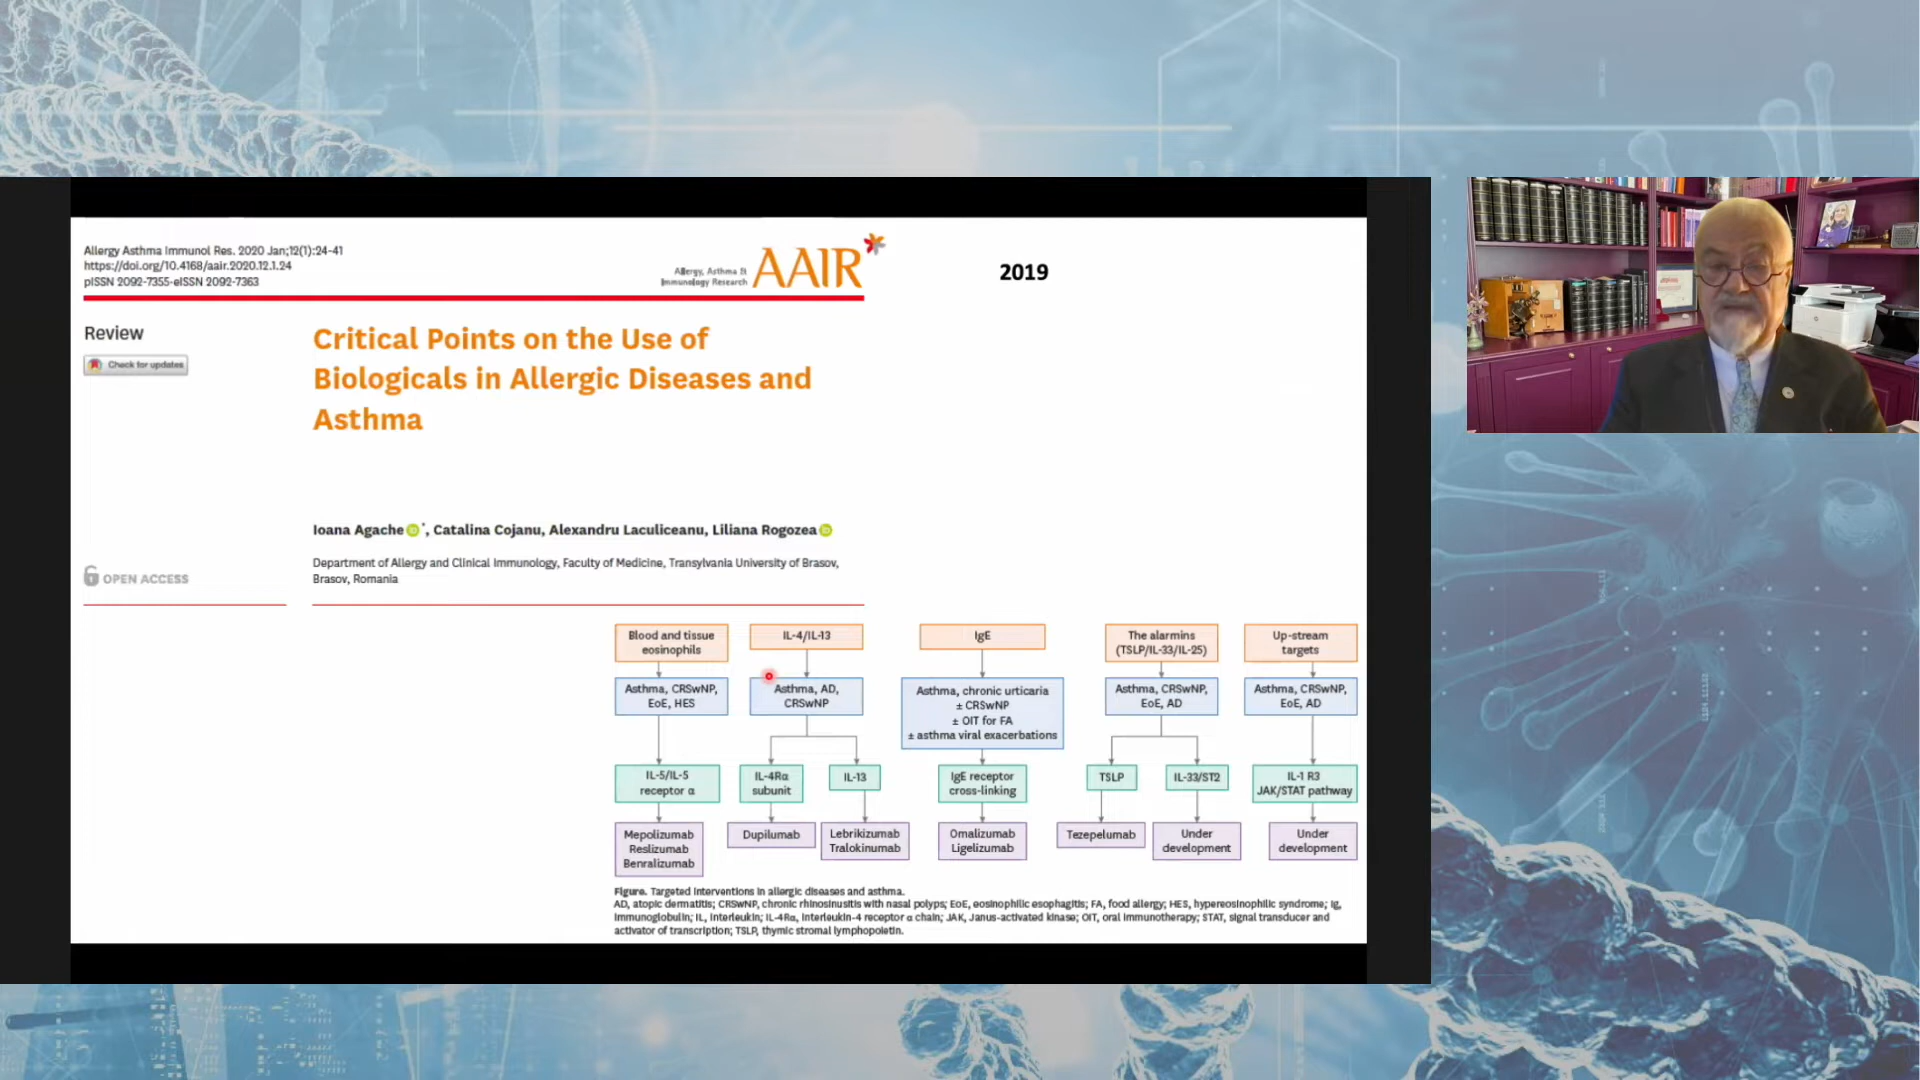 Allergy Asthma Immunol Res. 2020 Jan;12(1):24-41
https://doi.org/10.4168/aair.2020.12.1.24
pISSN 2092-7355·eISSN 2092-7363
Allergy, Asthma &
Immunology Research
AAIR
2019
Review
Check for updates
Critical Points on the Use of
Biologicals in Allergic Diseases and
Asthma
Ioana Agache *, Catalina Cojanu, Alexandru Laculiceanu, Liliana Rogozea
Department of Allergy and Clinical Immunology, Faculty of Medicine, Transylvania University of Brasov,
Brasov, Romania
OPEN ACCESS
Blood and tissue
eosinophils
IL-4/IL-13
IgE
The alarmins
(TSLP/IL-33/IL-25)
Up-stream
targets
Asthma, CRSwNP,
EoE, HES
Asthma, AD,
CRSwNP
Asthma, chronic urticaria
± CRSwNP
± OIT for FA
± asthma viral exacerbations
Asthma, CRSwNP,
EoE, AD
Asthma, CRSwNP,
EoE, AD
IL-5/IL-5
receptor α
IL-4Rα
subunit
IL-13
IgE receptor
cross-linking
TSLP
IL-33/ST2
IL-1 R3
JAK/STAT pathway
Mepolizumab
Reslizumab
Benralizumab
Dupilumab
Lebrikizumab
Tralokinumab
Omalizumab
Ligelizumab
Tezepelumab
Under
development
Under
development
Figure. Targeted interventions in allergic diseases and asthma.
AD, atopic dermatitis; CRSwNP, chronic rhinosinusitis with nasal polyps; EoE, eosinophilic esophagitis; FA, food allergy; HES, hypereosinophilic syndrome; Ig,
immunoglobulin; IL, interleukin; IL-4Rα, interleukin-4 receptor α chain; JAK, Janus-activated kinase; OIT, oral immunotherapy; STAT, signal transducer and
activator of transcription; TSLP, thymic stromal lymphopoietin.